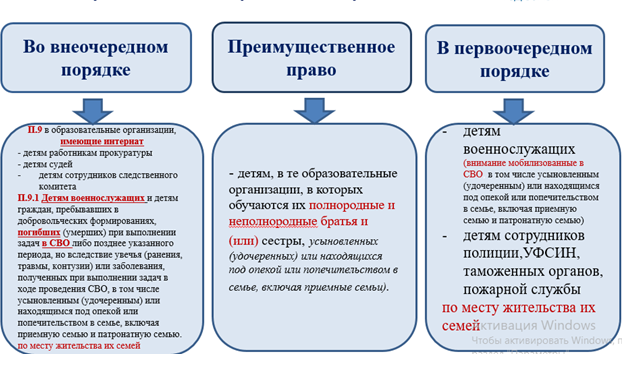 Во внеочередном
порядке
П.9 в образовательные организации,
имеющие интернат
- детям работникам прокуратуры
- детям судей
- детям сотрудников следственного
комитета
П.9.1 Детям военнослужащих и детям
граждан, пребывавших в
добровольческих формированиях,
погибших (умерших) при выполнении
задач в СВО либо позднее указанного
периода, но вследствие увечья (ранения,
травмы, контузии) или заболевания,
полученных при выполнении задач в
ходе проведения СВО, в том числе
усыновленным (удочеренным) или
находящимся под опекой или
попечительством в семье, включая
приемную семью и патронатную семью.
по месту жительства их семей
Преимущественное
право
- детям, в те образовательные
организации, в которых
обучаются их полнородные и
неполнородные братья и
(или) сестры, усыновленных
(удочеренных) или находящихся
под опекой или попечительством в
семье, включая приемные семьи).
В первоочередном
порядке
- детям
военнослужащих
(внимание мобилизованные в
СВО в том числе усыновленным
(удочеренным) или находящимся
под опекой или попечительством
в семье, включая приемную
семью и патронатную семью)
- детям сотрудников
полиции,УФСИН,
таможенных органов,
пожарной службы
по месту жительства их
семей
Активация Windows
Чтобы активировать Windows,